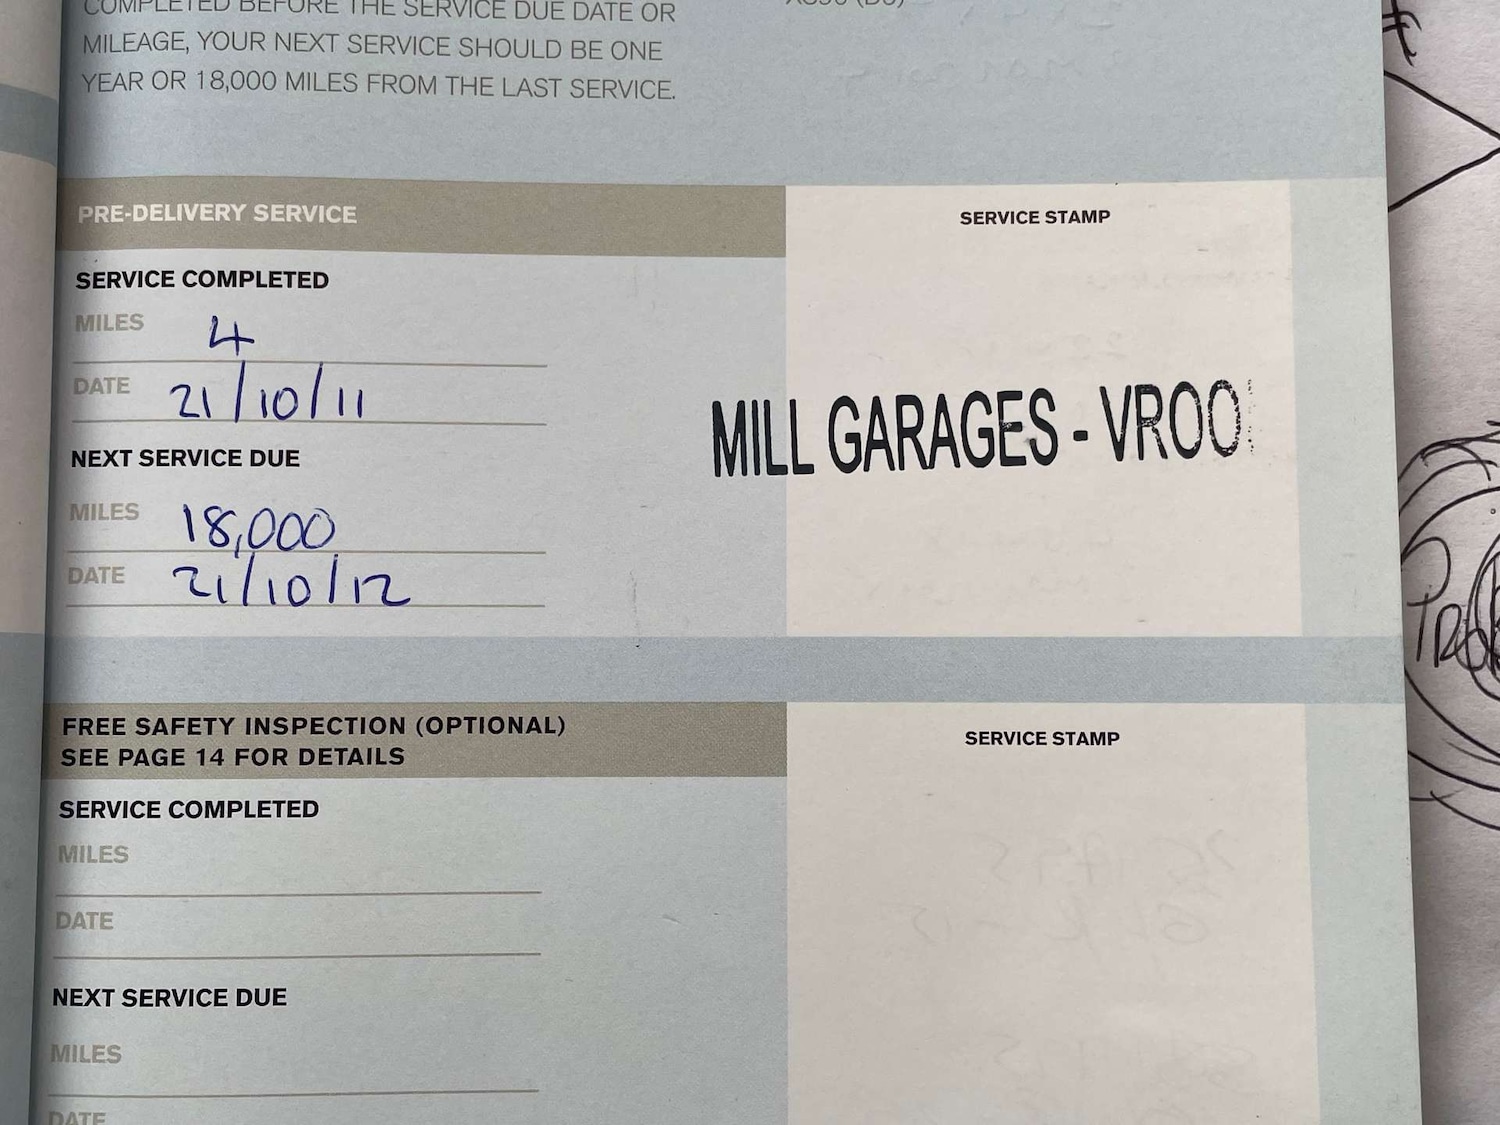 COMPLETED BEFORE THE SERVICE DUE DATE OR
MILEAGE, YOUR NEXT SERVICE SHOULD BE ONE
YEAR OR 18,000 MILES FROM THE LAST SERVICE.
PRE-DELIVERY SERVICE
SERVICE STAMP
SERVICE COMPLETED
MILES 4
DATE 21/10/11
MILL GARAGES - VROO
NEXT SERVICE DUE
MILES 18,000
DATE 21/10/12
FREE SAFETY INSPECTION (OPTIONAL)
SEE PAGE 14 FOR DETAILS
SERVICE STAMP
SERVICE COMPLETED
MILES
DATE
NEXT SERVICE DUE
MILES
DATE